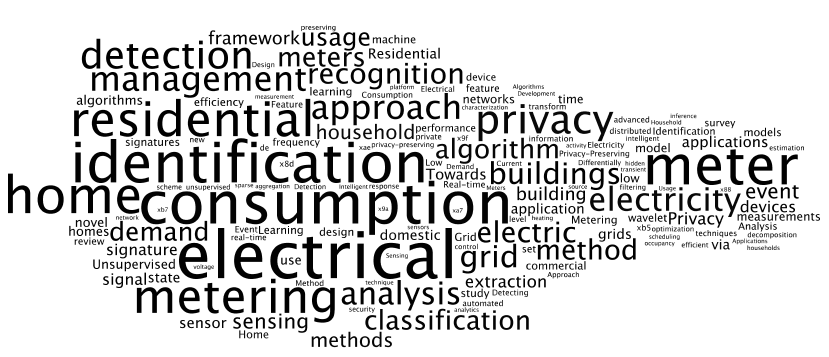 preserving
framework usage machine
detection meters Residential
Design
management recognition device
learning platform Electrical feature Algorithms
measurement Consumption Development
algorithms efficiency Feature approach networks time
characterization transform inference
residential privacy advanced Household survey
household performance distributed Identification models
signatures new frequency private xgr information intelligent
de xae privacy-preserving algorithm activity Electricity model applications estimation
identification Low Demand Current Privacy-Preserving hidden meter
x8d Towards buildings low transient
scheme unsupervised sparse aggregation Detection Intelligent response Real-time Meters source filtering Usage x88
home consumption building electricity event
xb7 x9a xa7 application devices
network novel demand Metering wavelet Privacy measurements
homes Event Learning design sensors electric xb5 optimization Analysis
review real-time domestic Grid grids scheduling techniques decomposition
signature electrical control set method occupancy efficient via Applications
Sensing grid households
Unsupervised voltage use commercial
signal state Approach
Method technique extraction
metering analysis study Detecting
automated
security analytics
sensor sensing classification
Home
methods